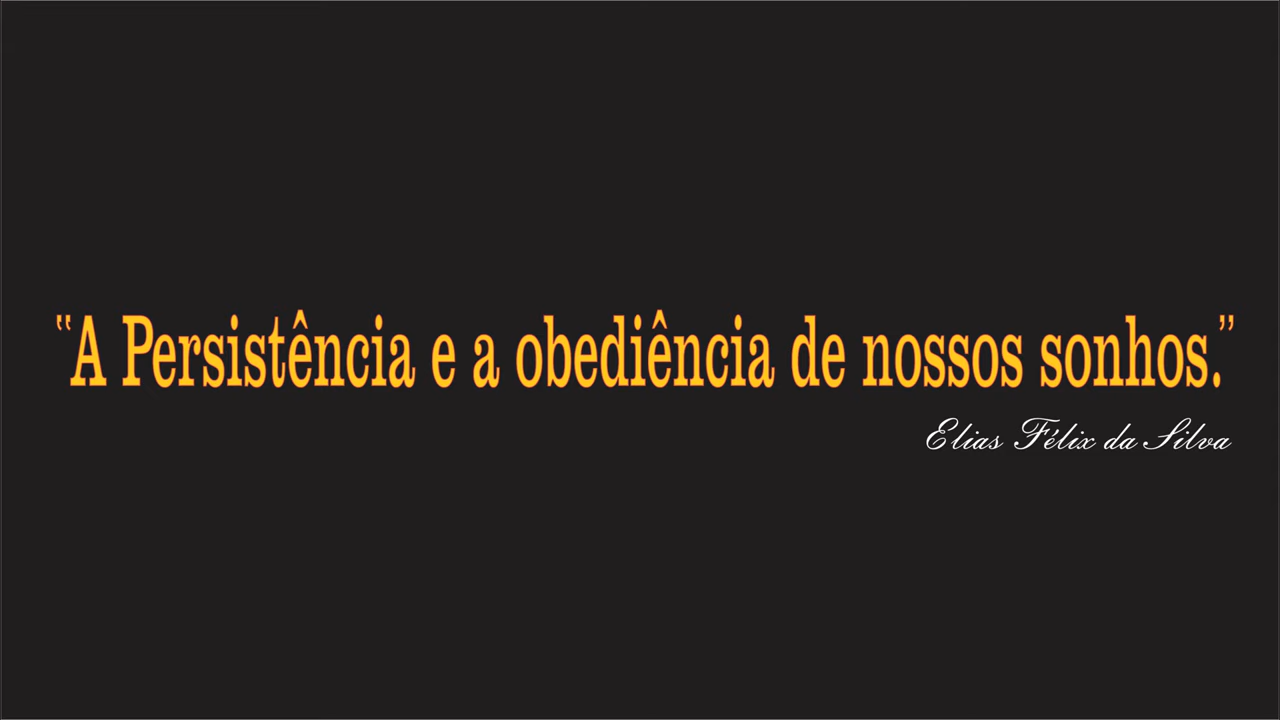 “A Persistência e a obediência de nossos sonhos.”
Elias Félix da Silva